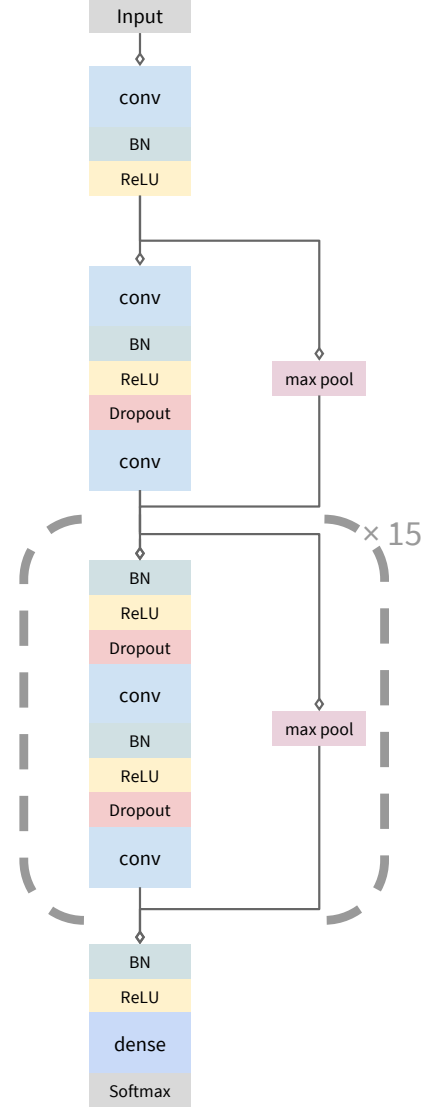 Input
conv
BN
ReLU
conv
BN
ReLU
Dropout
conv
max pool
× 15
BN
ReLU
Dropout
conv
BN
ReLU
Dropout
conv
max pool
BN
ReLU
dense
Softmax